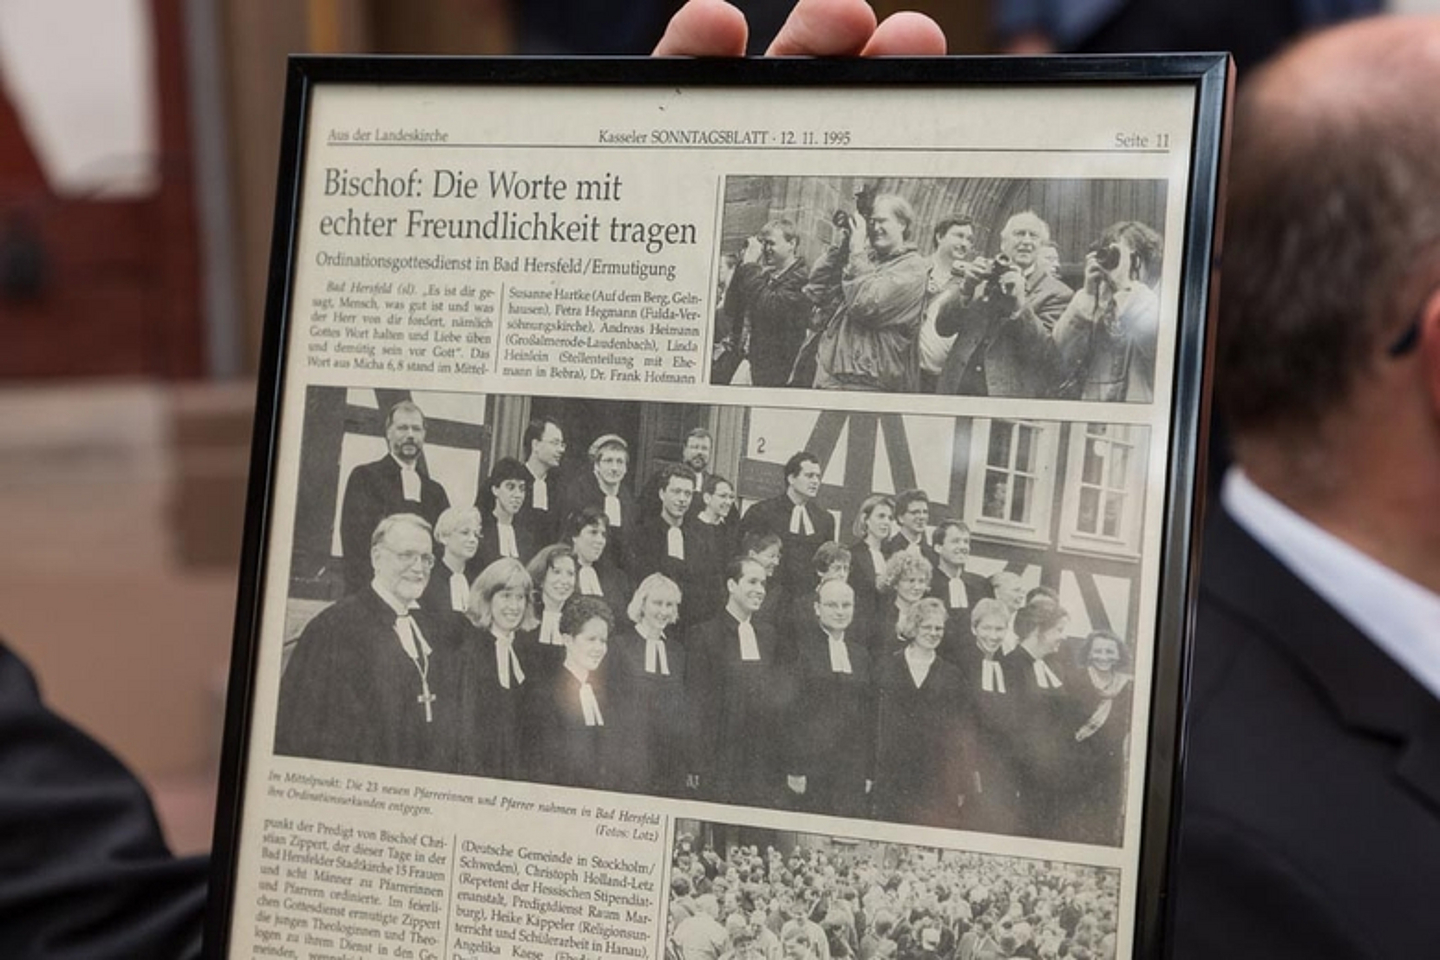 Aus der Landeskirche
Kasseler SONNTAGSBLATT · 12. 11. 1995
Seite 11
Bischof: Die Worte mit
echter Freundlichkeit tragen
Ordinationsgottesdienst in Bad Hersfeld/Ermutigung
Bad Hersfeld (sl). „Es ist dir ge-
sagt, Mensch, was gut ist und was
der Herr von dir fordert, nämlich
Gottes Wort halten und Liebe üben
und demütig sein vor Gott". Das
Wort aus Micha 6,8 stand im Mittel-
Susanne Hartke (Auf dem Berg, Geln-
hausen), Petra Hegmann (Fulda-Ver-
söhnungskirche), Andreas Heimann
(Großalmerode-Laudenbach), Linda
Heinlein (Stellenteilung mit Ehe-
mann in Bebra), Dr. Frank Hofmann
2
Im Mittelpunkt: Die 23 neuen Pfarrerinnen und Pfarrer nahmen in Bad Hersfeld
ihre Ordinationsurkunden entgegen.
(Fotos: Lotz)
punkt der Predigt von Bischof Chri-
stian Zippert, der dieser Tage in der
Bad Hersfelder Stadtkirche 15 Frauen
und acht Männer zu Pfarrerinnen
und Pfarrern ordinierte. Im feierli-
chen Gottesdienst ermutigte Zippert
die jungen Theologinnen und Theo-
logen zu ihrem Dienst in den Ge-
meinden,
(Deutsche Gemeinde in Stockholm/
Schweden), Christoph Holland-Letz
(Repetent der Hessischen Stipendiat-
enanstalt, Predigtdienst Raum Mar-
burg), Heike Käppeler (Religionsun-
terricht und Schülerarbeit in Hanau),
Angelika Kaese